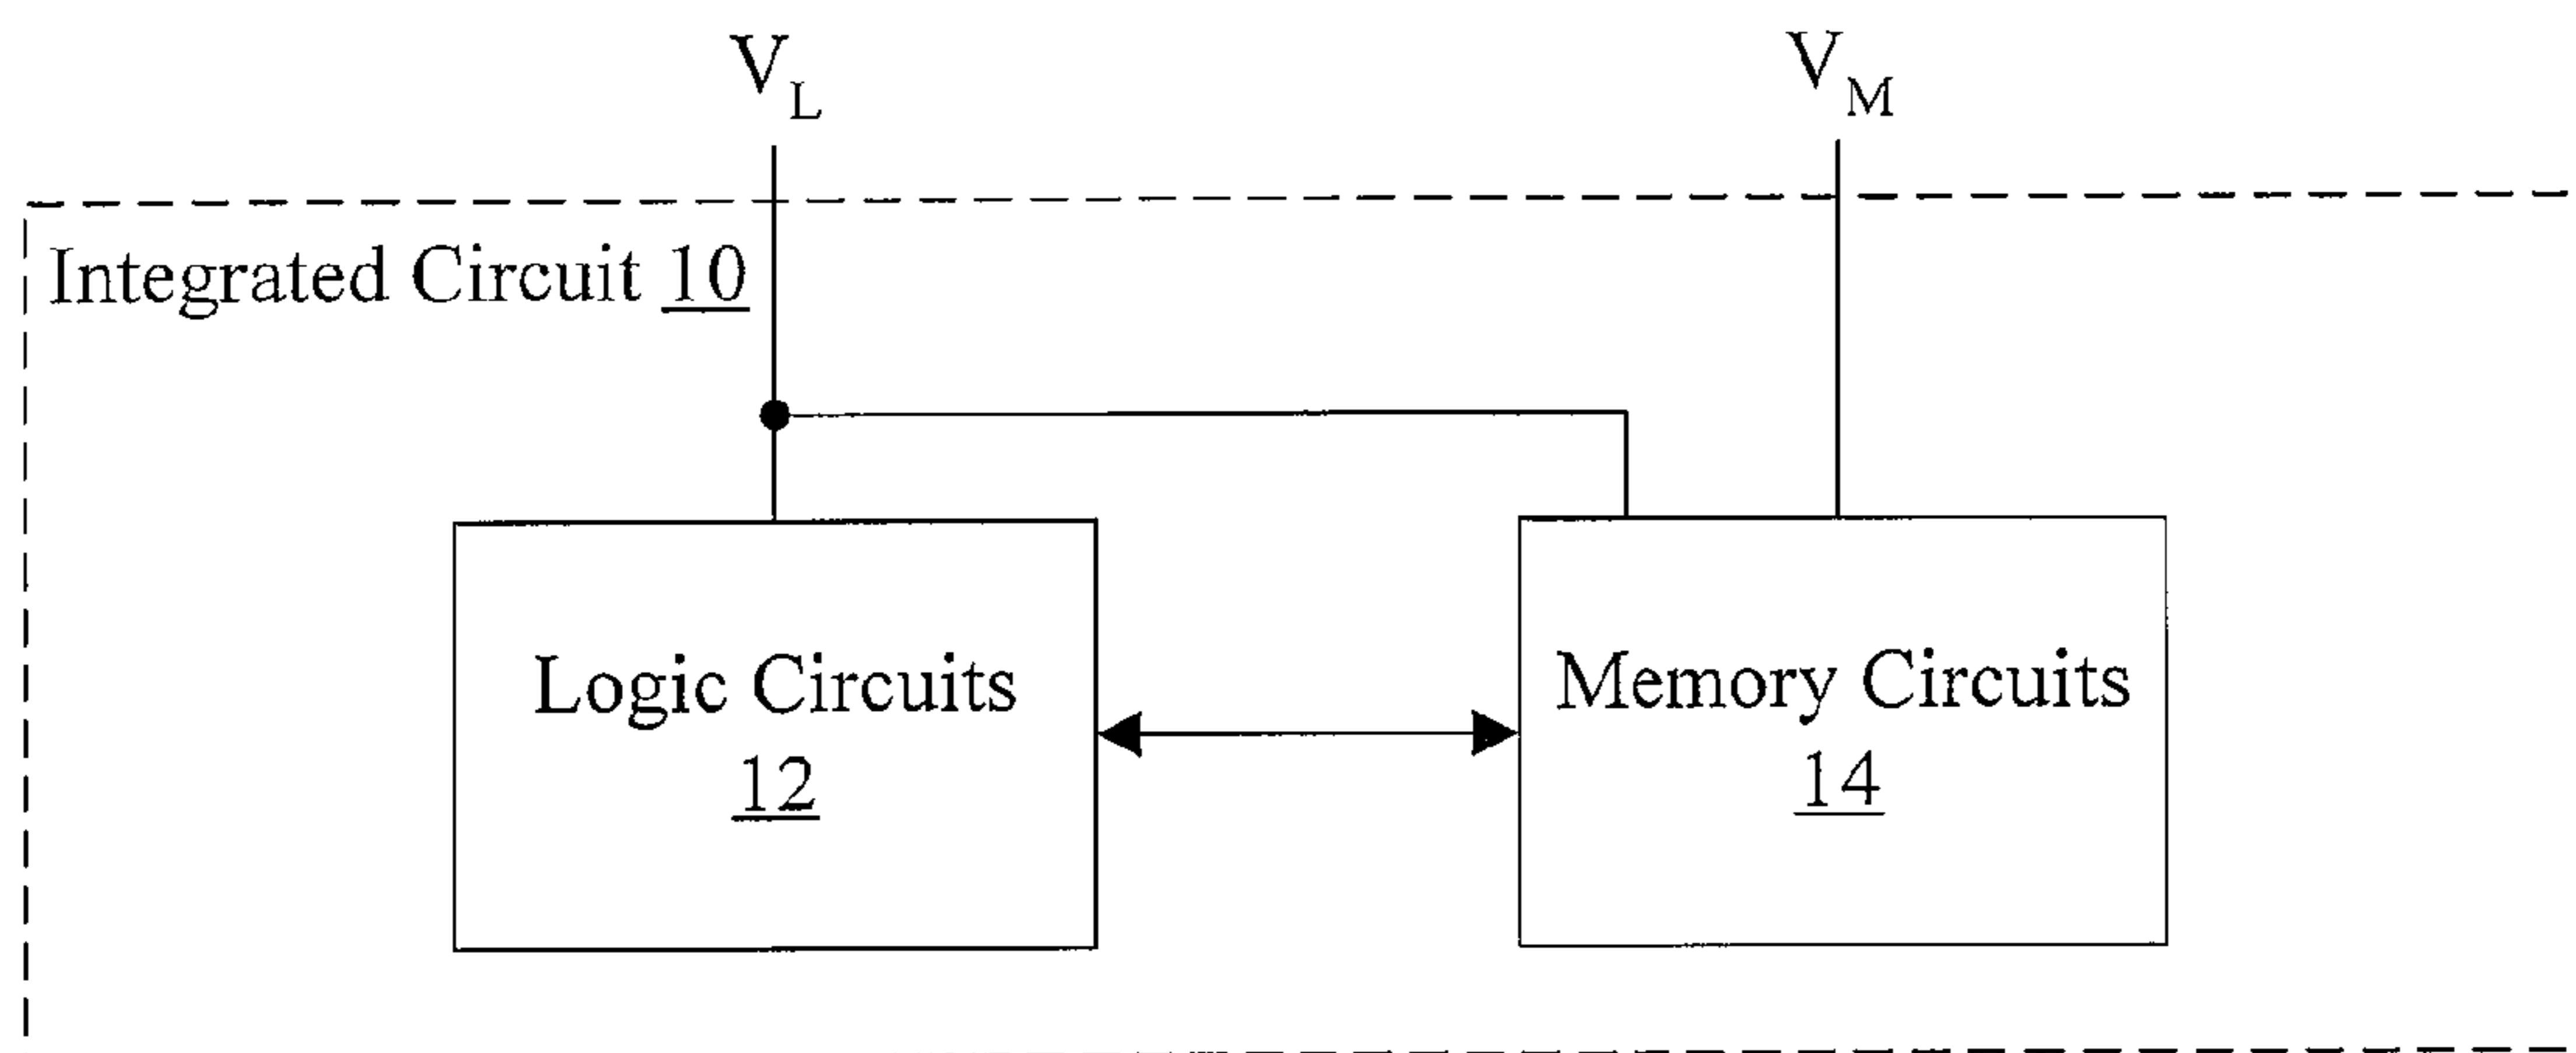 V_L
V_M
Integrated Circuit 10
Logic Circuits
12
Memory Circuits
14